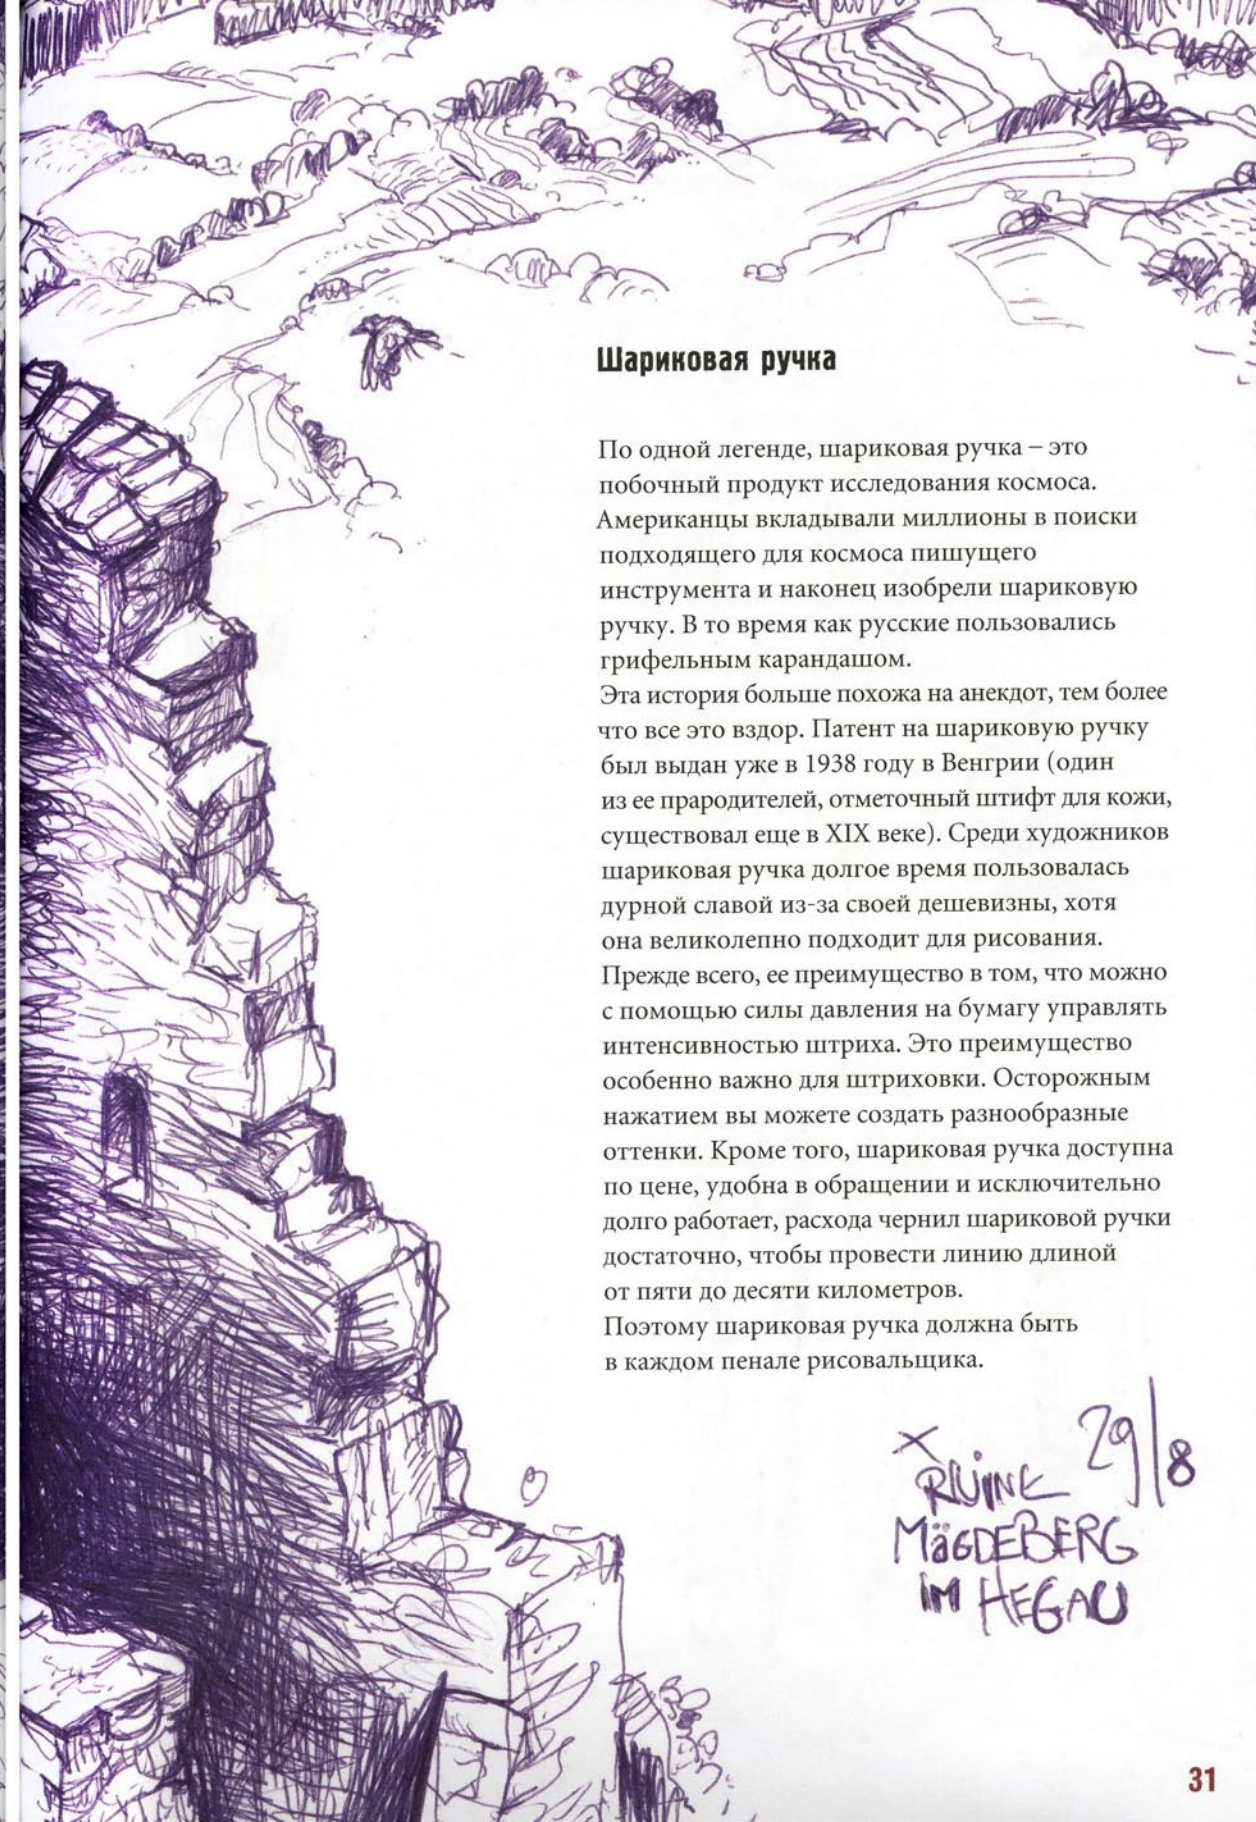 Шариковая ручка
По одной легенде, шариковая ручка – это
побочный продукт исследования космоса.
Американцы вкладывали миллионы в поиски
подходящего для космоса пишущего
инструмента и наконец изобрели шариковую
ручку. В то время как русские пользовались
грифельным карандашом.
Эта история больше похожа на анекдот, тем более
что все это вздор. Патент на шариковую ручку
был выдан уже в 1938 году в Венгрии (один
из ее прародителей, отметочный штифт для кожи,
существовал еще в XIX веке). Среди художников
шариковая ручка долгое время пользовалась
дурной славой из-за своей дешевизны, хотя
она великолепно подходит для рисования.
Прежде всего, ее преимущество в том, что можно
с помощью силы давления на бумагу управлять
интенсивностью штриха. Это преимущество
особенно важно для штриховки. Осторожным
нажатием вы можете создать разнообразные
оттенки. Кроме того, шариковая ручка доступна
по цене, удобна в обращении и исключительно
долго работает, расхода чернил шариковой ручки
достаточно, чтобы провести линию длиной
от пяти до десяти километров.
Поэтому шариковая ручка должна быть
в каждом пенале рисовальщика.
x 29/8
RUINE
MäGDEBERG
IM HEGAU
31